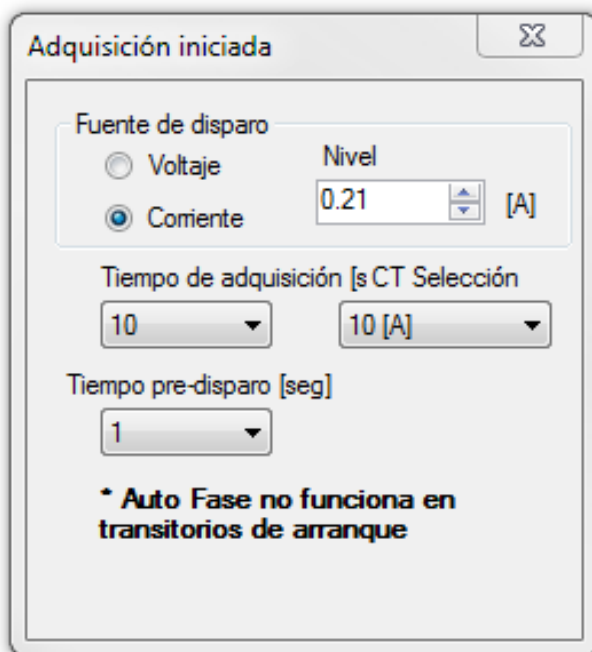 Adquisición iniciada
Fuente de disparo
Voltaje
Nivel
Corriente
0.21
[A]
Tiempo de adquisición [s CT Selección
10
10 [A]
Tiempo pre-disparo [seg]
1
* Auto Fase no funciona en
transitorios de arranque